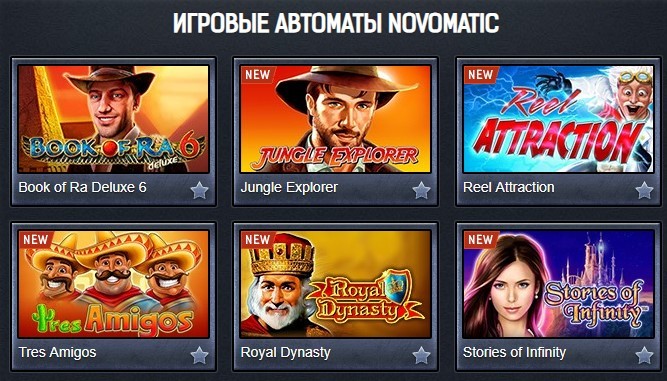 ИГРОВЫЕ АВТОМАТЫ NOVOMATIC
BOOK OF RA 6
deluxe
Book of Ra Deluxe 6
NEW
JUNGLE EXPLORER
Jungle Explorer
NEW
Reel
ATTRACTION
Reel Attraction
NEW
Tres Amigos
Tres Amigos
NEW
Royal
Dynasty
Royal Dynasty
NEW
Stories of
Infinity
Stories of Infinity